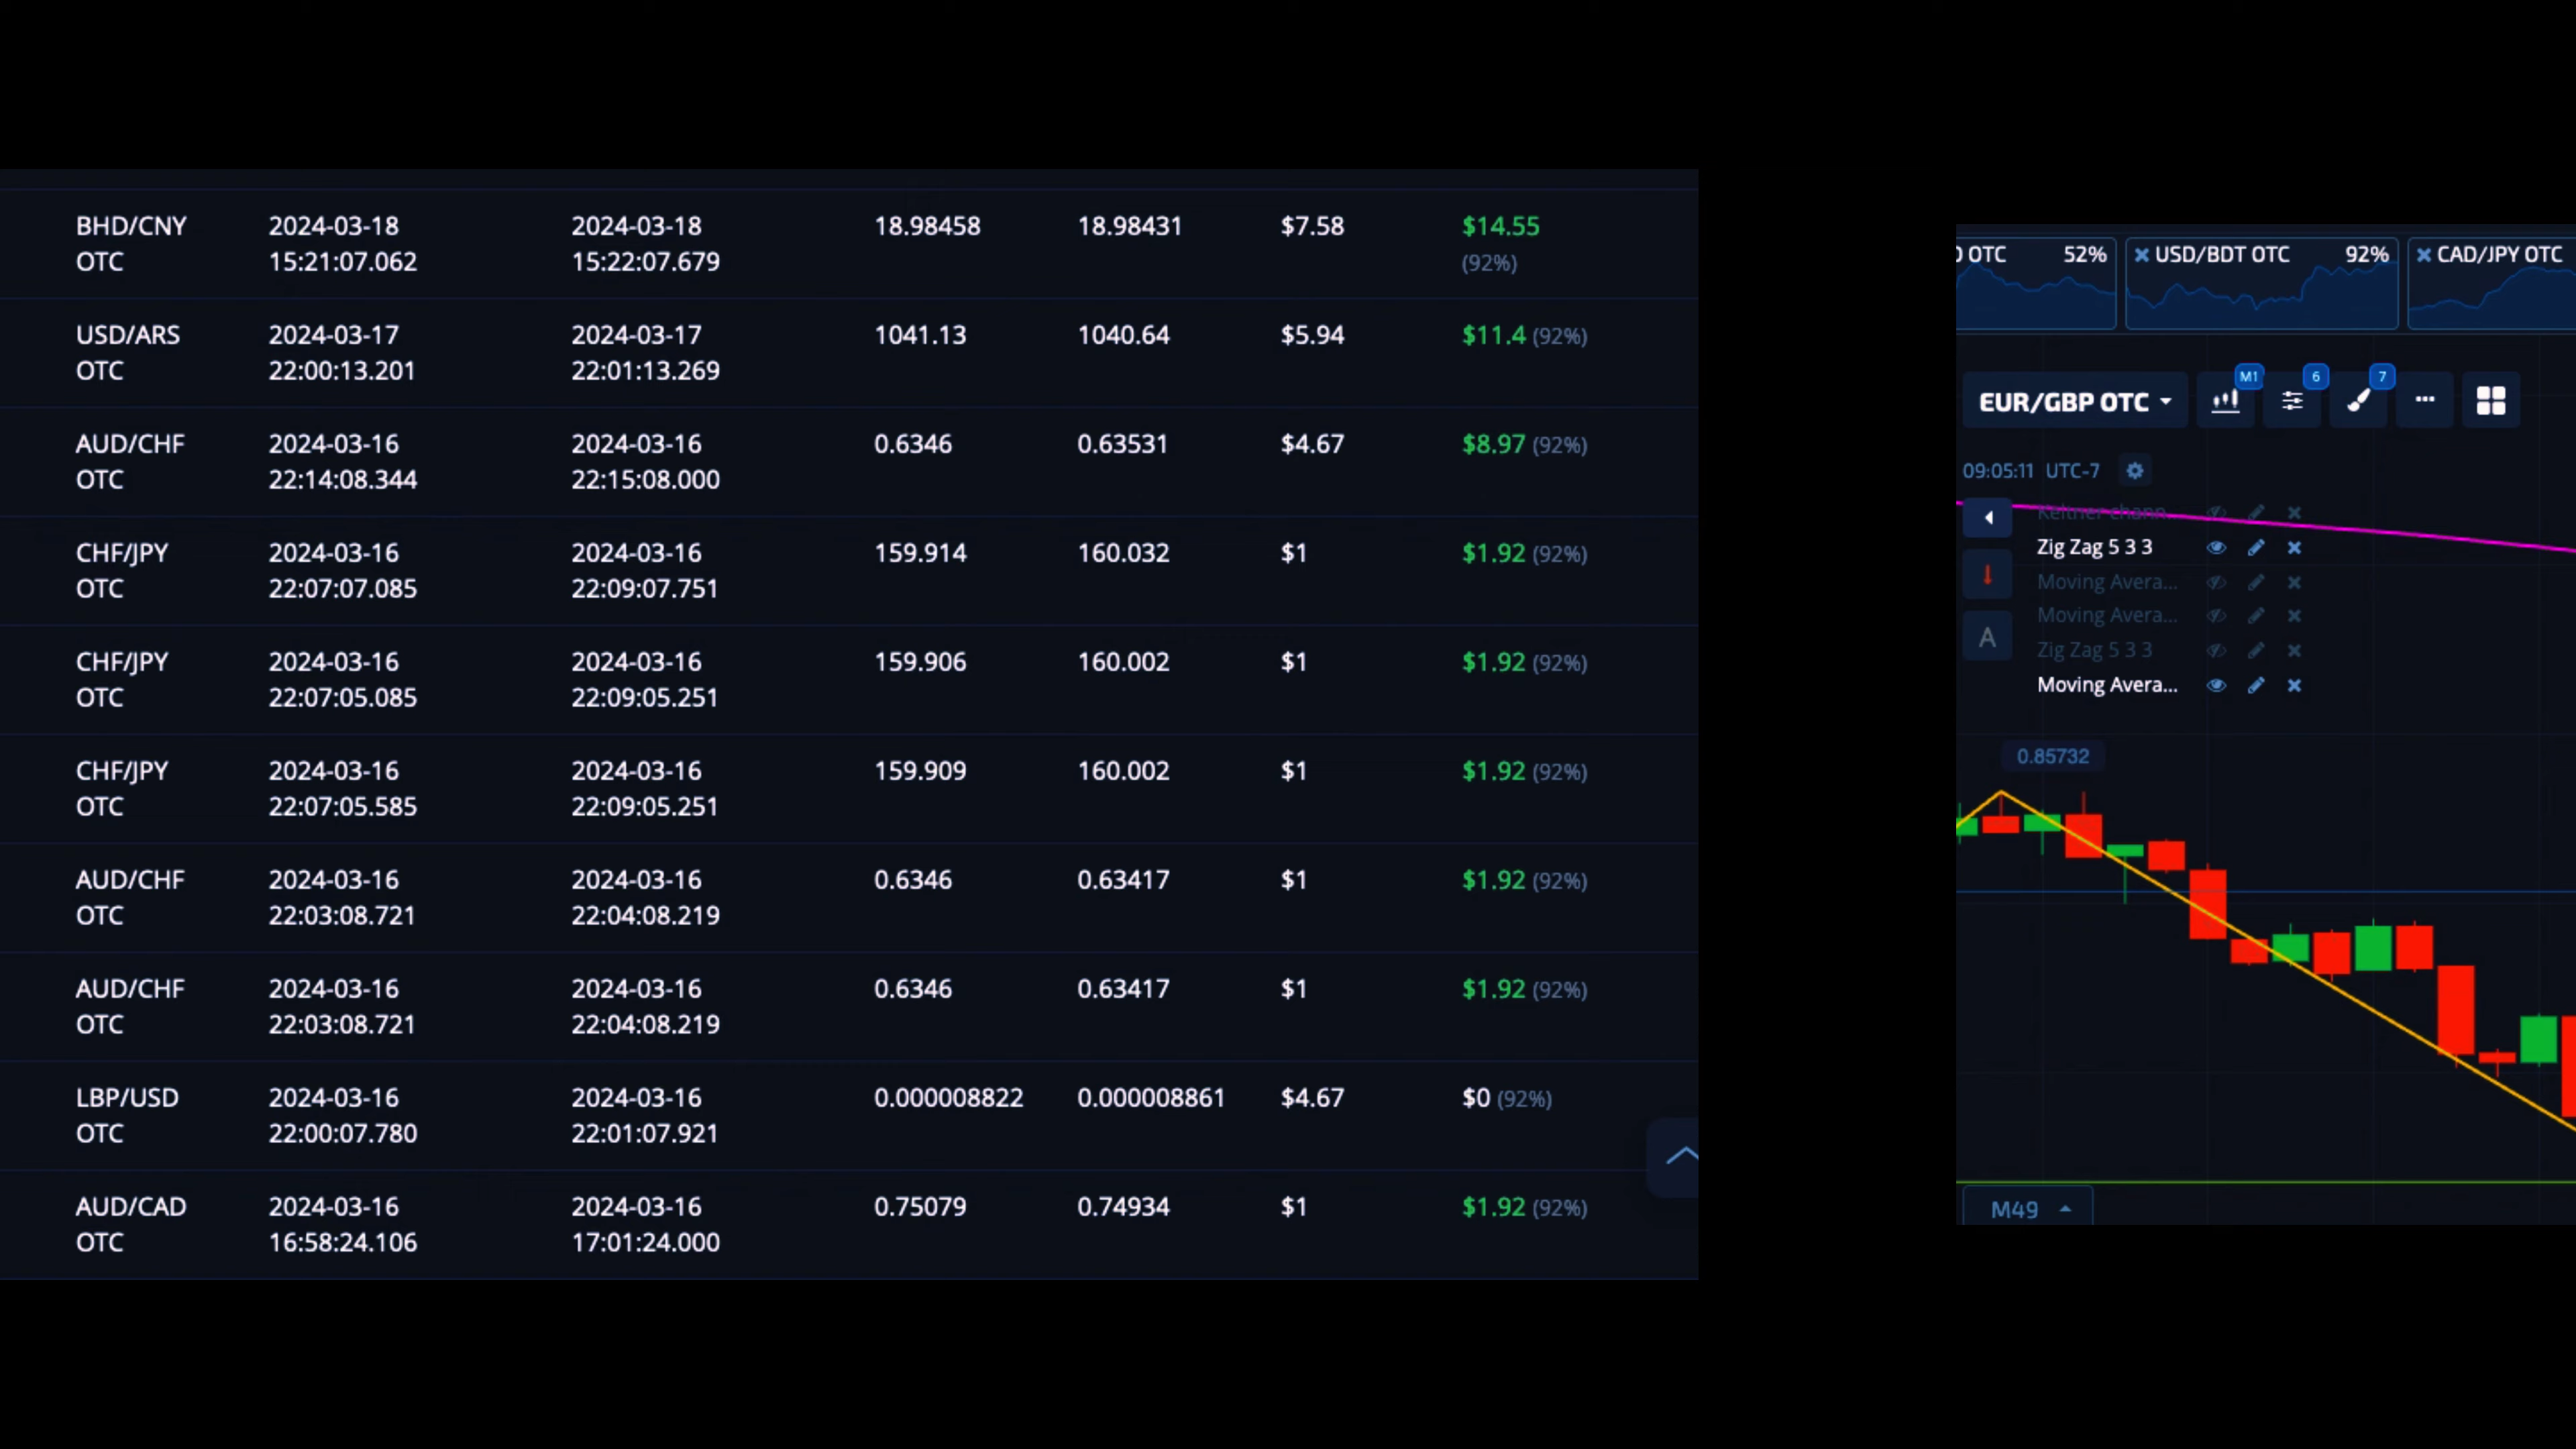 BHD/CNY OTC 2024-03-18 15:21:07.062 2024-03-18 15:22:07.679 18.98458 18.98431 $7.58 $14.55 (92%)
USD/ARS OTC 2024-03-17 22:00:13.201 2024-03-17 22:01:13.269 1041.13 1040.64 $5.94 $11.4 (92%)
AUD/CHF OTC 2024-03-16 22:14:08.344 2024-03-16 22:15:08.000 0.6346 0.63531 $4.67 $8.97 (92%)
CHF/JPY OTC 2024-03-16 22:07:07.085 2024-03-16 22:09:07.751 159.914 160.032 $1 $1.92 (92%)
CHF/JPY OTC 2024-03-16 22:07:05.085 2024-03-16 22:09:05.251 159.906 160.002 $1 $1.92 (92%)
CHF/JPY OTC 2024-03-16 22:07:05.585 2024-03-16 22:09:05.251 159.909 160.002 $1 $1.92 (92%)
AUD/CHF OTC 2024-03-16 22:03:08.721 2024-03-16 22:04:08.219 0.6346 0.63417 $1 $1.92 (92%)
AUD/CHF OTC 2024-03-16 22:03:08.721 2024-03-16 22:04:08.219 0.6346 0.63417 $1 $1.92 (92%)
LBP/USD OTC 2024-03-16 22:00:07.780 2024-03-16 22:01:07.921 0.000008822 0.000008861 $4.67 $0 (92%)
AUD/CAD OTC 2024-03-16 16:58:24.106 2024-03-16 17:01:24.000 0.75079 0.74934 $1 $1.92 (92%)
OTC 52% USD/BDT OTC 92% CAD/JPY OTC
EUR/GBP OTC M1 6 7
09:05:11 UTC-7
Keltner chann...
Zig Zag 5 3 3
Moving Avera...
Moving Avera...
Zig Zag 5 3 3
Moving Avera...
A
0.85732
M49